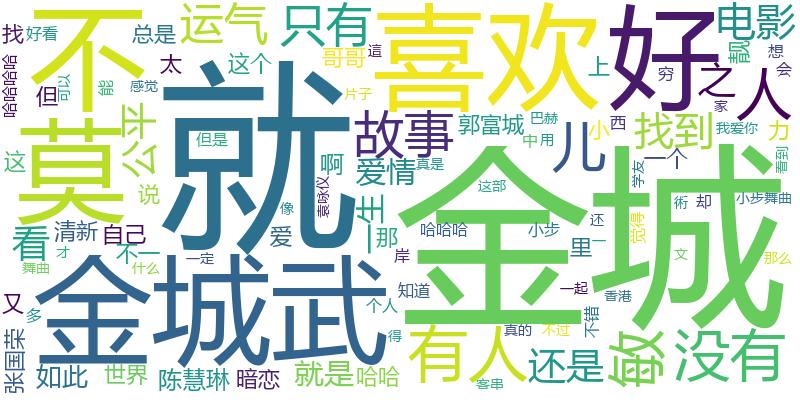 找
好看
总是
运气
只有
喜欢
好
电影
不
太
这个
哥哥
這
上
靓
想
会
哈哈哈哈
但
可以
能
感觉
片子
穷
之
人
家
就
莫
公平
但是
故事
郭富城
巴赫
中
用
儿
小
西
找到
我爱你
力
这
说
啊
爱情
真是
一个
看到
袁咏仪
这部
学友
金城
看
清新
自己
一生
那
像
爱
哈哈哈
小步
还
里
一
觉得
術
却
小步舞曲
才
不一
舞曲
什么
一定
岸
文
那么
金城武
又
多
个人
知道
一起
香港
张国荣
得
有人
真的
不过
不错
敏
没有
如此
世界
陈慧琳
暗恋
就是
哈哈
还是
客串